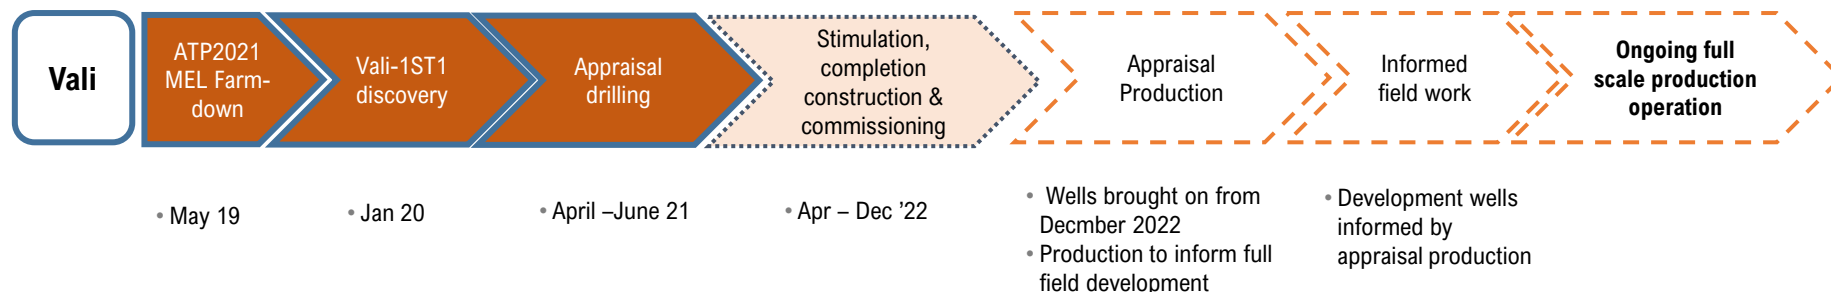 Vali
ATP2021
MEL Farm-
down
Vali-1ST1
discovery
Appraisal
drilling
Stimulation,
completion
construction &
commissioning
Appraisal
Production
Informed
field work
Ongoing full
scale production
operation
• May 19
• Jan 20
• April –June 21
• Apr – Dec ’22
• Wells brought on from
Decmber 2022
• Production to inform full
field development
• Development wells
informed by
appraisal production